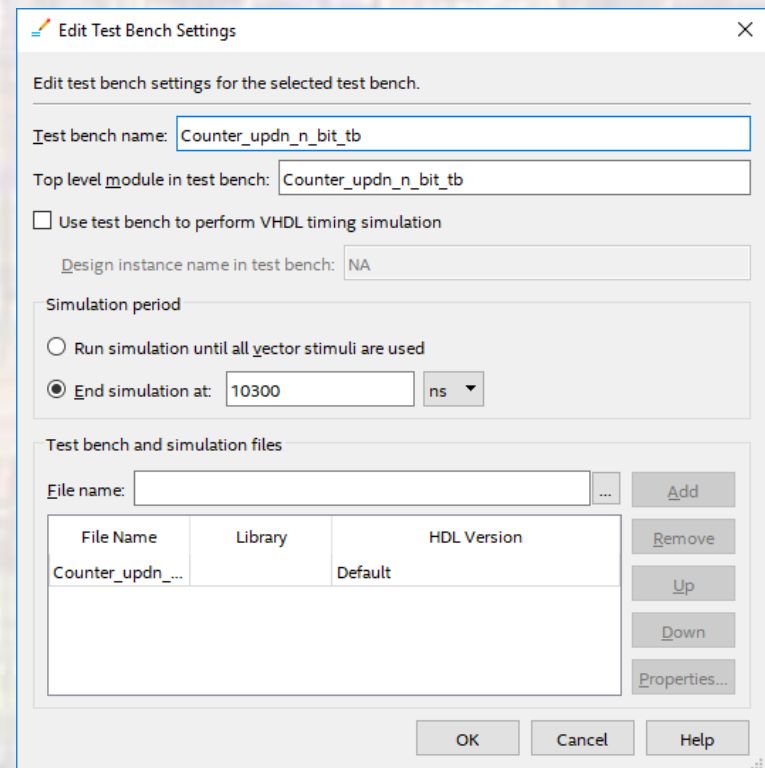 Edit Test Bench Settings
Edit test bench settings for the selected test bench.
Test bench name: Counter_updn_n_bit_tb
Top level module in test bench: Counter_updn_n_bit_tb
Use test bench to perform VHDL timing simulation
Design instance name in test bench: NA
Simulation period
Run simulation until all vector stimuli are used
End simulation at: 10300 ns
Test bench and simulation files
File name: ... Add
File Name Library HDL Version Remove
Counter_updn_... Default
Up
Down
Properties...
OK Cancel Help